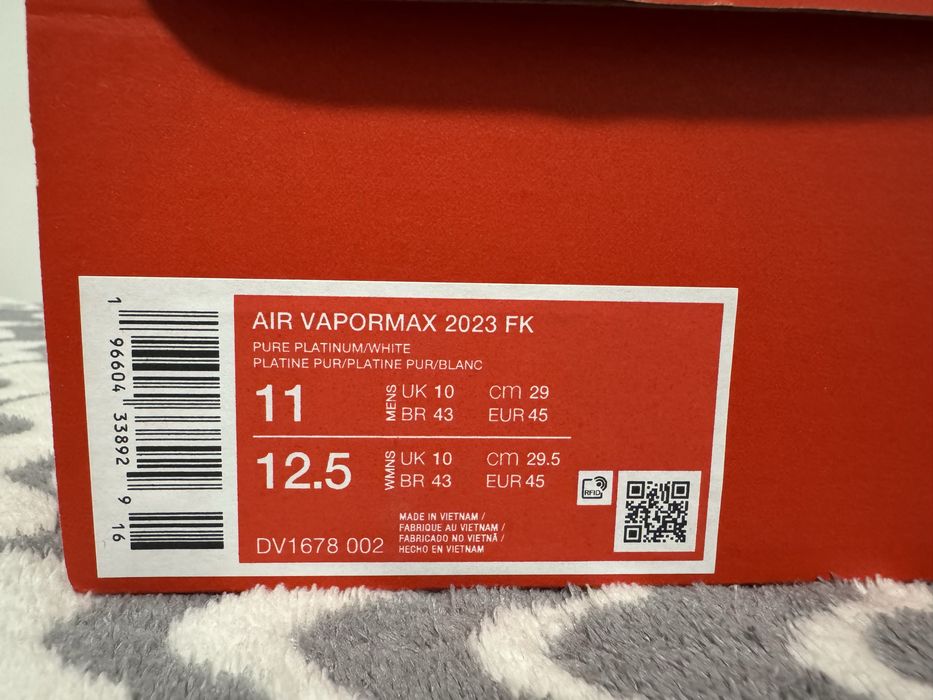 AIR VAPORMAX 2023 FK
PURE PLATINUM/WHITE
PLATINE PUR/PLATINE PUR/BLANC
11 MENS UK 10 cm 29
BR 43 EUR 45
12.5 WMNS UK 10 cm 29.5
BR 43 EUR 45
RFID
MADE IN VIETNAM /
FABRIQUE AU VIETNAM /
FABRICADO NO VIETNÃ /
HECHO EN VIETNAM
DV1678 002
1 96604 33892 9 16